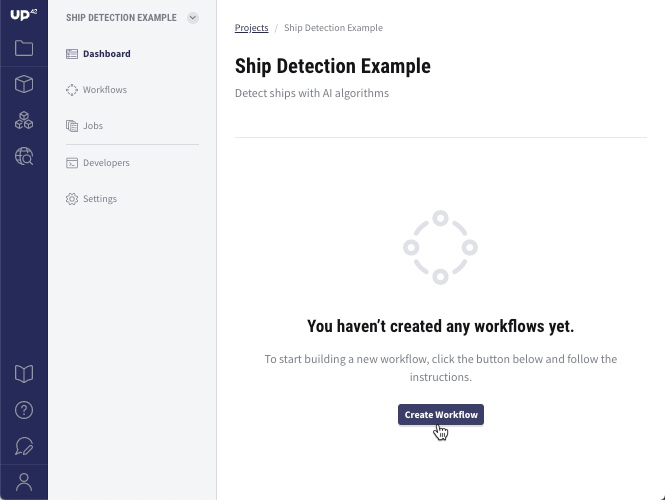 UP42
SHIP DETECTION EXAMPLE
Dashboard
Workflows
Jobs
Developers
Settings
Projects / Ship Detection Example
Ship Detection Example
Detect ships with AI algorithms
You haven't created any workflows yet.
To start building a new workflow, click the button below and follow the
instructions.
Create Workflow